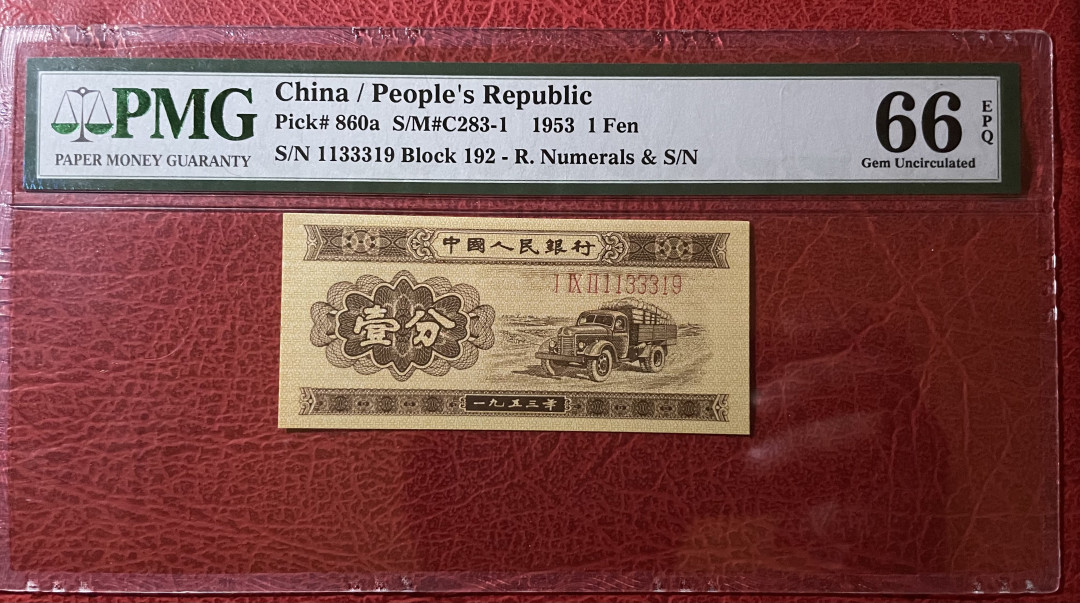 PMG
PAPER MONEY GUARANTY
China / People's Republic
Pick# 860a S/M#C283-1 1953 1 Fen
S/N 1133319 Block 192 - R. Numerals & S/N
66
EPQ
Gem Uncirculated
中國人民銀行
I IX II 1133319
壹分
一九五三年